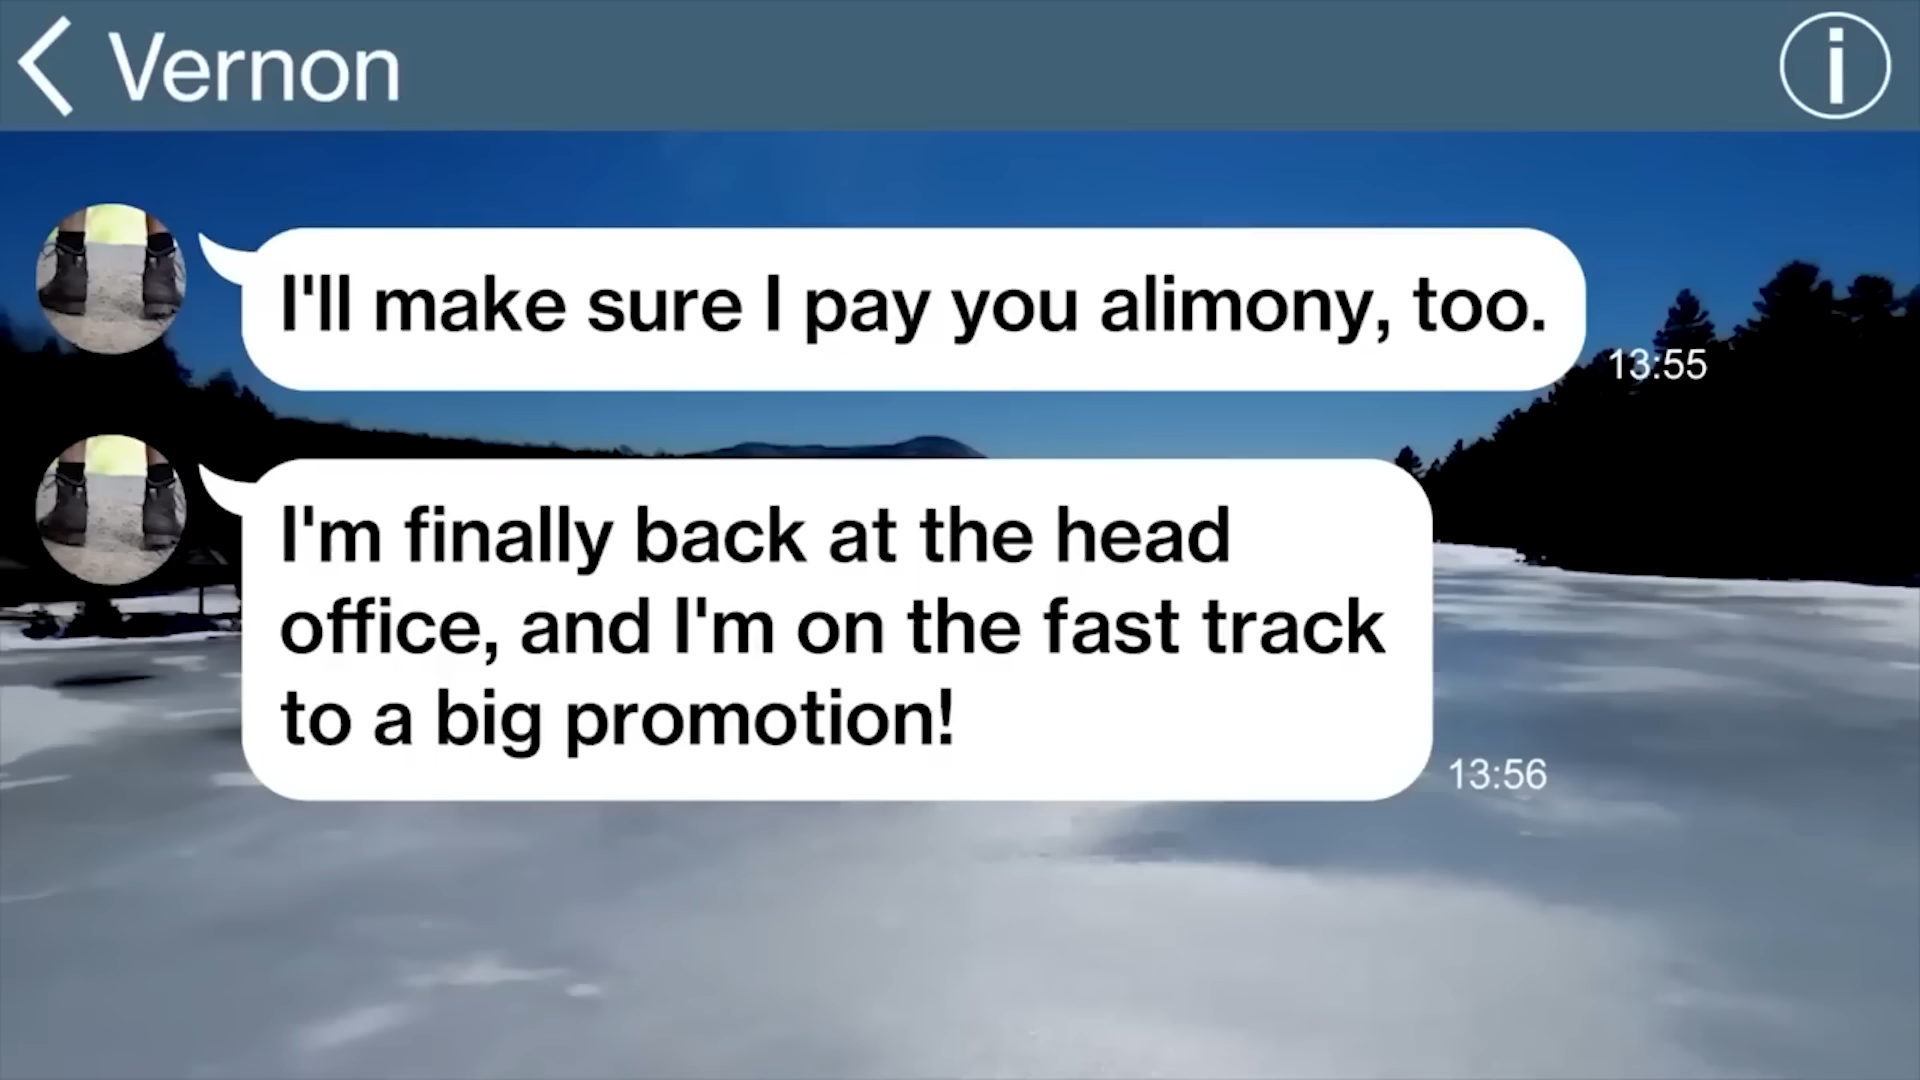 Vernon
I'll make sure I pay you alimony, too.
13:55
I'm finally back at the head
office, and I'm on the fast track
to a big promotion!
13:56